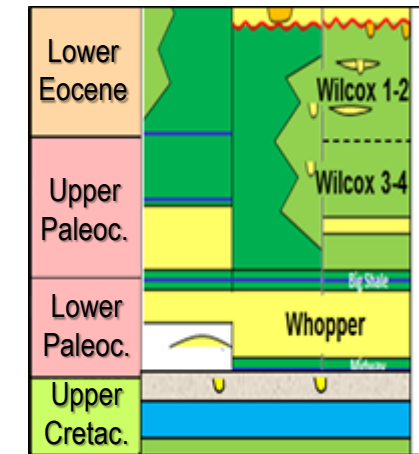 Lower
Eocene
Wilcox 1-2
Upper
Paleoc.
Wilcox 3-4
Big Shale
Lower
Paleoc.
Whopper
Midway
Upper
Cretac.